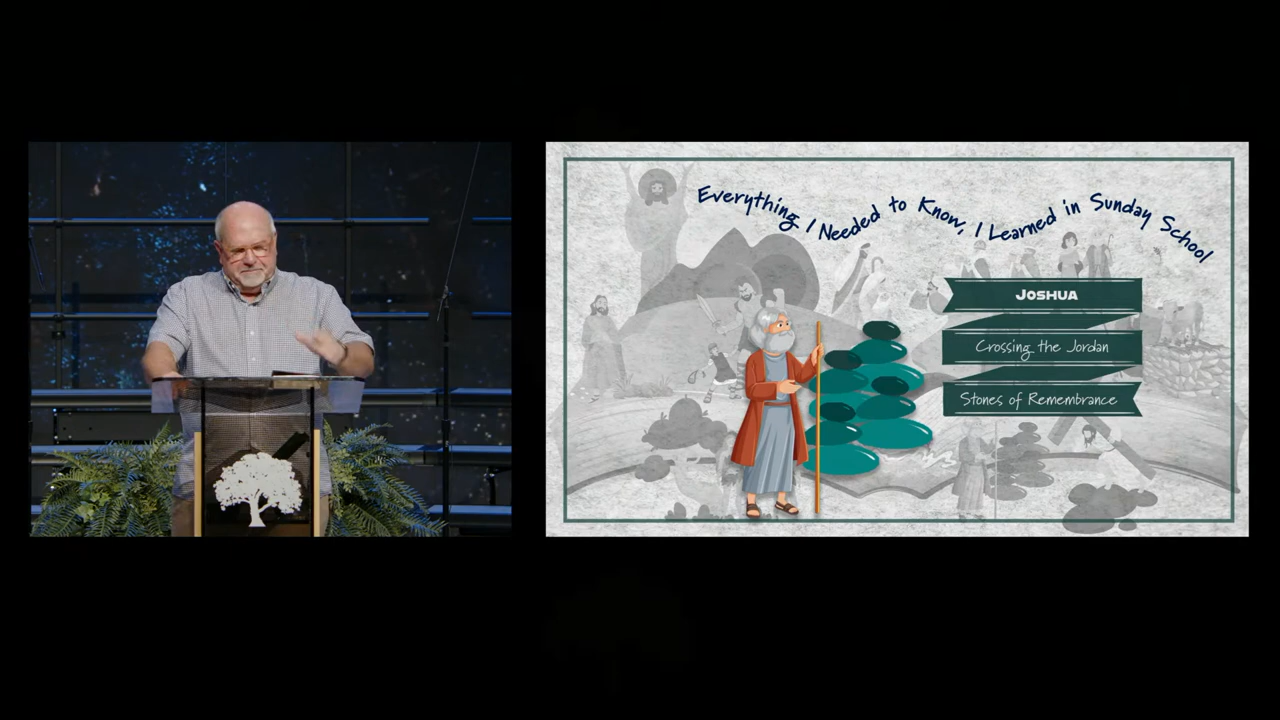 Everything I Needed to Know, I Learned in Sunday School
Joshua
Crossing the Jordan
Stones of Remembrance